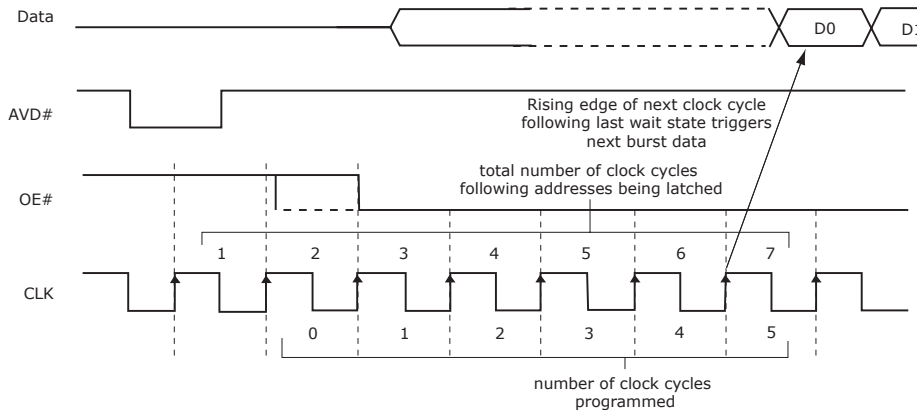 Data
D0
D1
AVD#
Rising edge of next clock cycle
following last wait state triggers
next burst data
OE#
total number of clock cycles
following addresses being latched
1 2 3 4 5 6 7
CLK
0 1 2 3 4 5
number of clock cycles
programmed